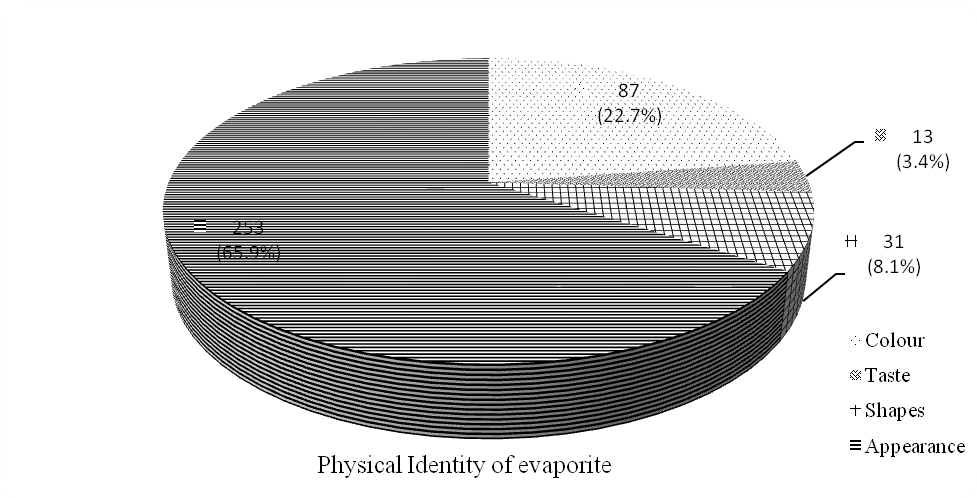 87
(22.7%)
13
(3.4%)
253
(65.9%)
31
(8.1%)
Colour
Taste
Shapes
Appearance
Physical Identity of evaporite